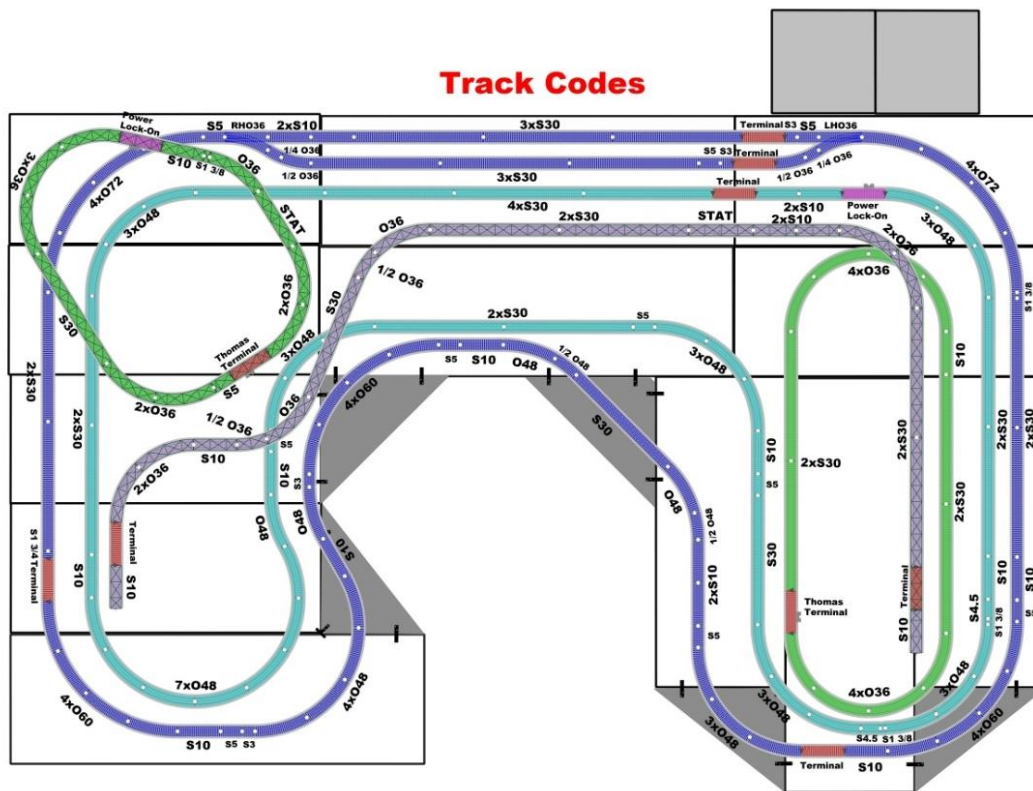 Track Codes
Power
Lock-On
S5
RHO36
2xS10
3xS30
Terminal
S3
S5
LHO36
3xO36
S10
S1 3/8
O36
1/4 O36
1/2 O36
S5
S3
Terminal
1/2 O36
1/4 O36
4xO72
4xO72
3xS30
Terminal
3xO48
STAT
4xS30
2xS10
Power
Lock-On
3xO48
2xS30
STAT
2xS10
2xO36
O36
1/2 O36
4xO36
2xO36
S1 3/8
S30
S30
2xS30
S5
3xO48
Thomas
Terminal
S5
S10
O48
1/2 O48
3xO48
S10
2xS30
2xO36
4xO60
1/2 O36
O36
S30
2xS30
S10
S5
S10
2xO36
S5
S10
S3
S5
2xS30
2xS30
2xS30
2xS30
2xS30
O48
O48
O48
1/2 O48
S10
S1 3/4
Terminal
S10
Terminal
S10
S30
2xS10
S5
Thomas
Terminal
Terminal
S10
S10
S4.5
S1 3/8
S10
S5
7xO48
4xO60
4xO48
S10
S5
S3
3xO48
3xO48
4xO36
3xO48
4xO60
S4.5
S1 3/8
Terminal
S10